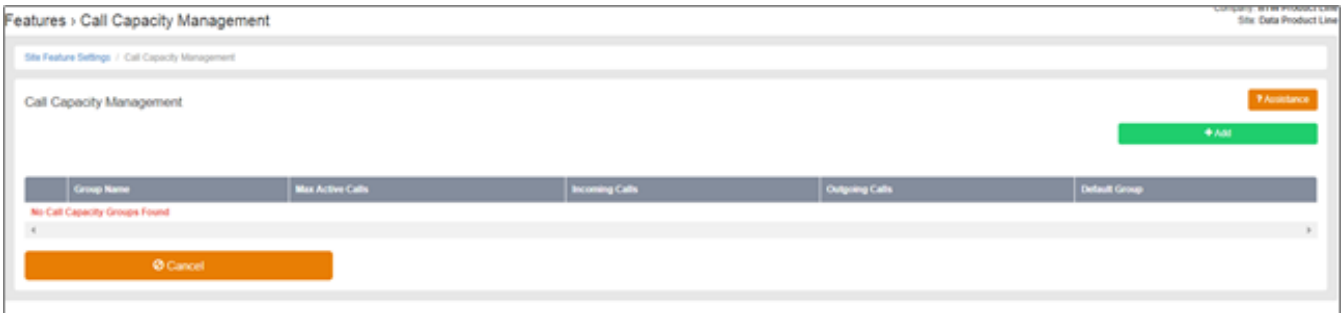 Features › Call Capacity Management
Company: BTW Product Line
Site: Data Product Line
Site Feature Settings / Call Capacity Management
Call Capacity Management
? Assistance
+ Add
Group Name Max Active Calls Incoming Calls Outgoing Calls Default Group
No Call Capacity Groups Found
Cancel